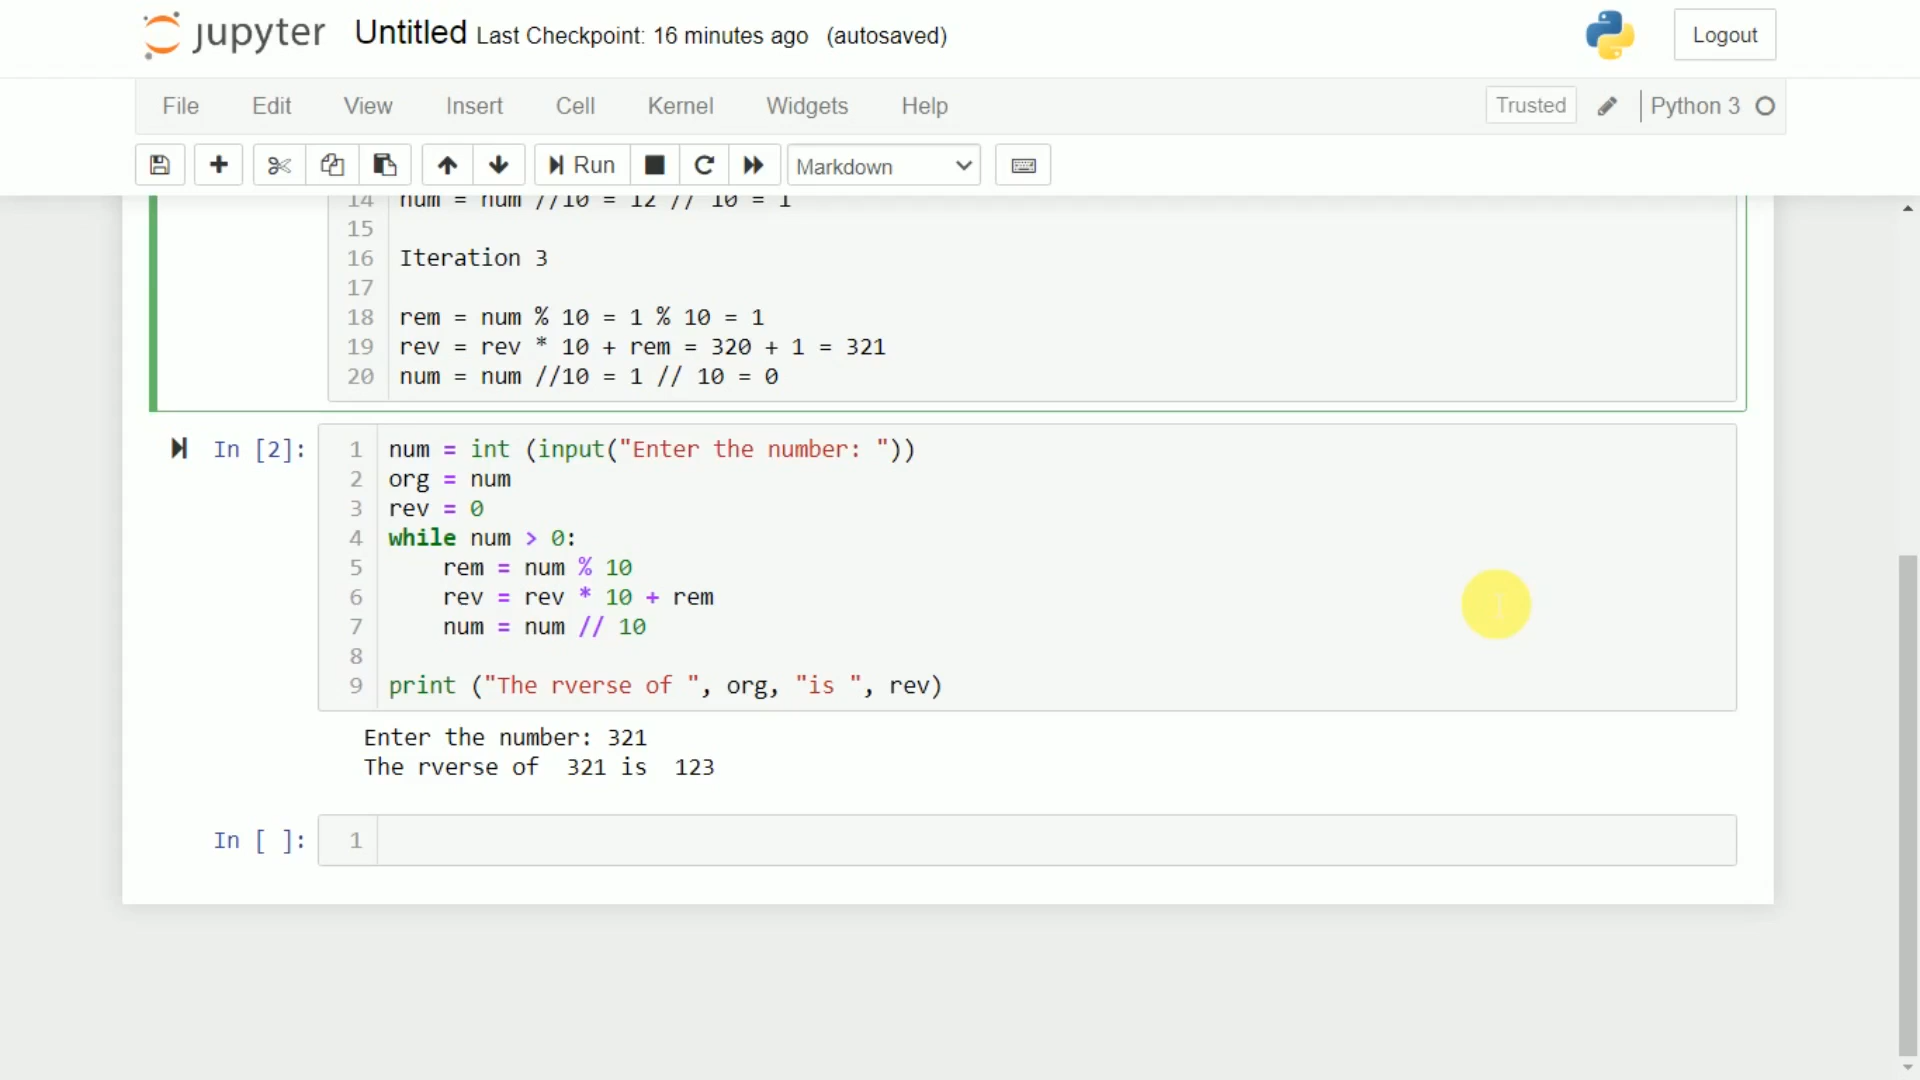 jupyter Untitled Last Checkpoint: 16 minutes ago (autosaved) Logout
File Edit View Insert Cell Kernel Widgets Help Trusted Python 3
Run Markdown
14 num = num //10 = 12 // 10 = 1
15
16 Iteration 3
17
18 rem = num % 10 = 1 % 10 = 1
19 rev = rev * 10 + rem = 320 + 1 = 321
20 num = num //10 = 1 // 10 = 0
In [2]: 1 num = int (input("Enter the number: "))
2 org = num
3 rev = 0
4 while num > 0:
5 rem = num % 10
6 rev = rev * 10 + rem
7 num = num // 10
8
9 print ("The rverse of ", org, "is ", rev)
Enter the number: 321
The rverse of  321 is  123
In [ ]: 1